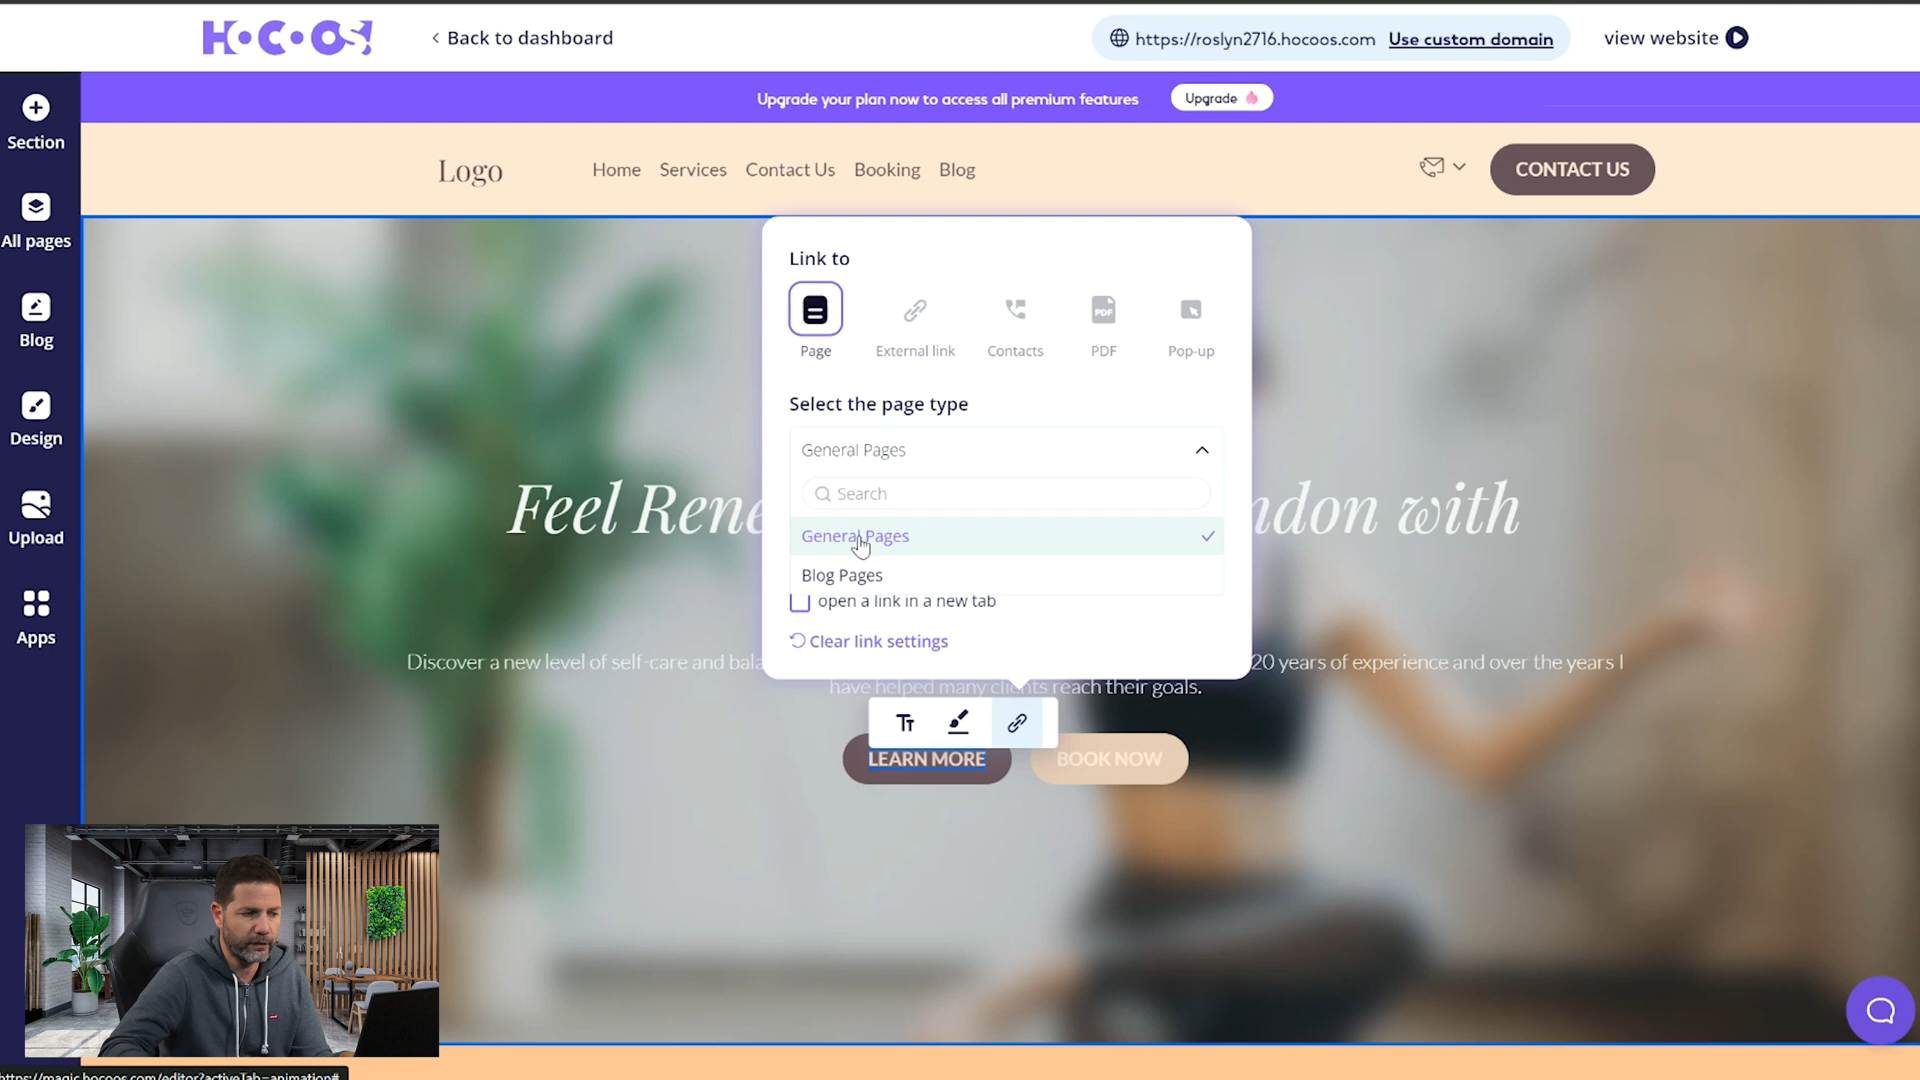 HOCOOS!
Back to dashboard
https://roslyn2716.hocoos.com Use custom domain
view website
Upgrade your plan now to access all premium features
Upgrade
Section
All pages
Blog
Design
Upload
Apps
Logo
Home Services Contact Us Booking Blog
CONTACT US
Link to
Page External link Contacts PDF Pop-up
PDF
Select the page type
General Pages
Search
General Pages
Blog Pages
open a link in a new tab
Clear link settings
Feel Rene ndon with
Discover a new level of self-care and bala 20 years of experience and over the years I
have helped many clients reach their goals.
Tt
LEARN MORE BOOK NOW
https://magic.hocoos.com/editor?activeTab=animation#